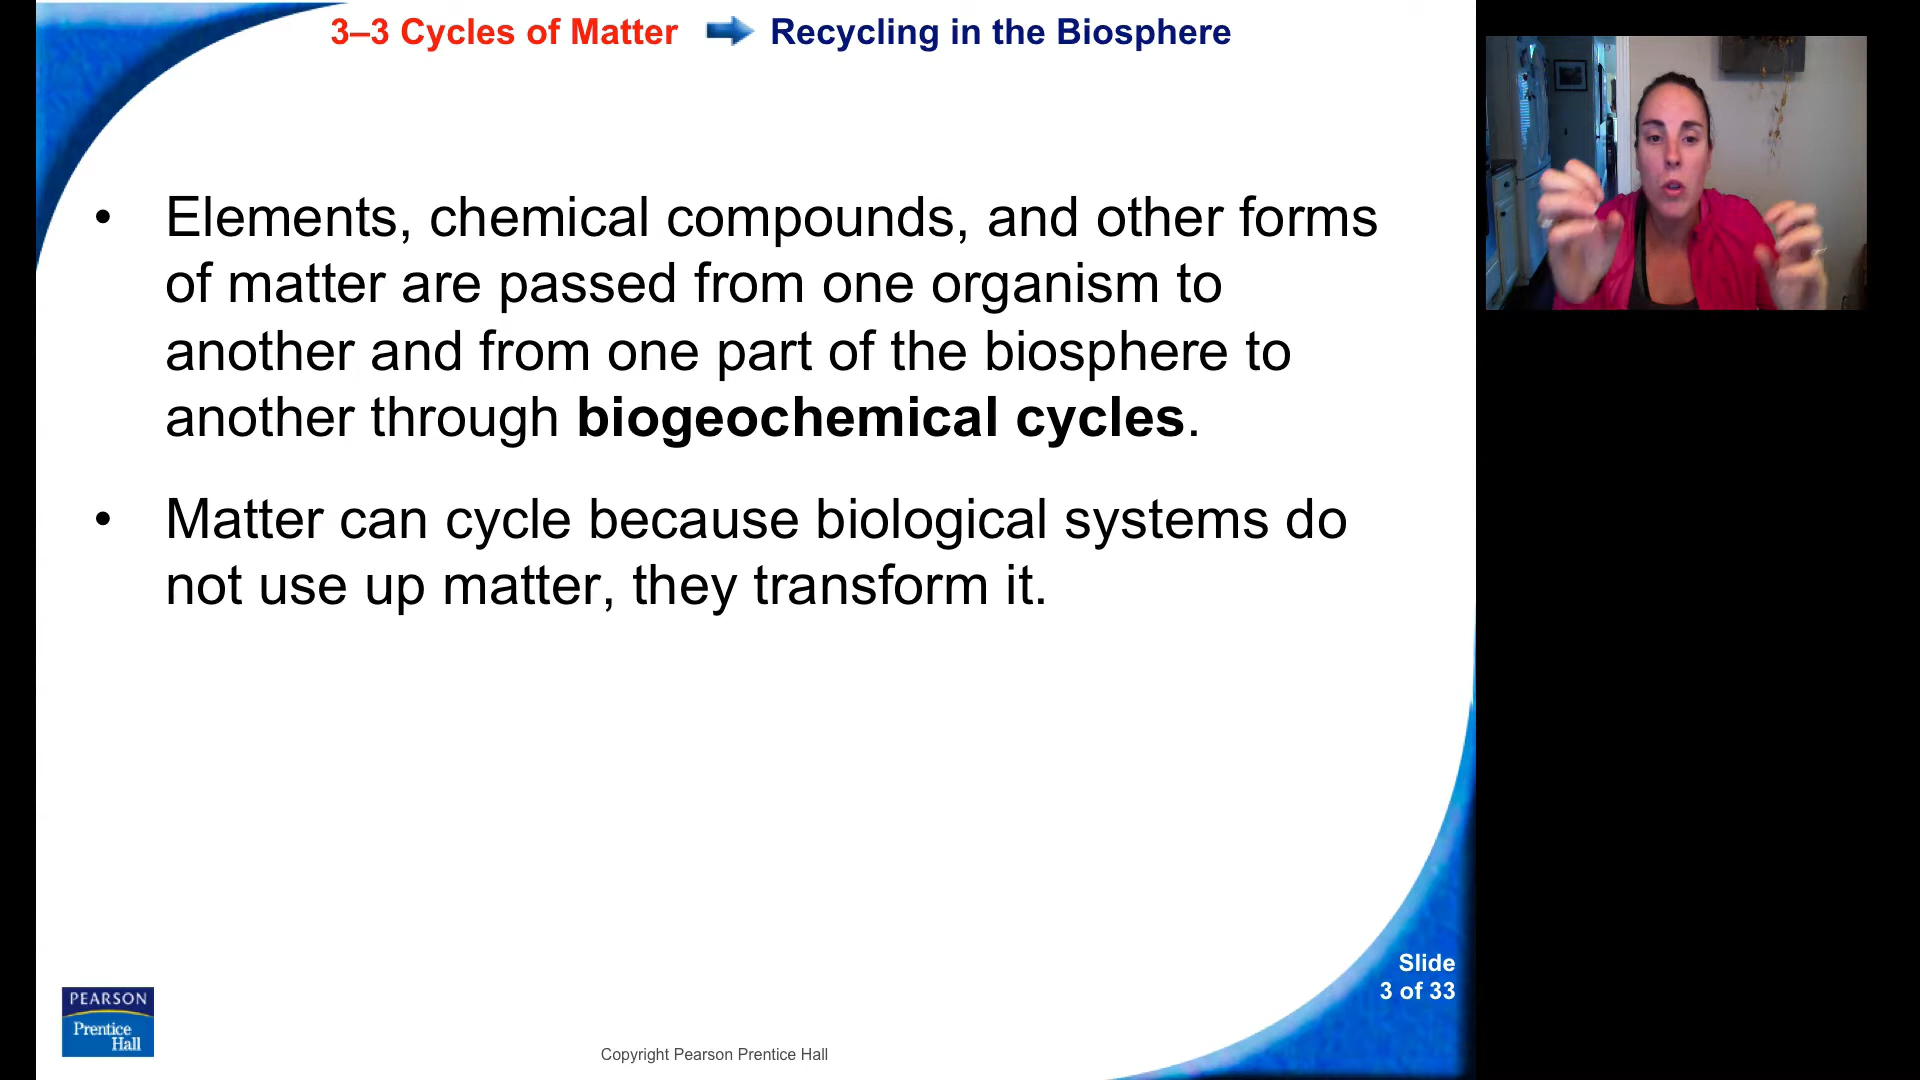 3–3 Cycles of Matter Recycling in the Biosphere
• Elements, chemical compounds, and other forms
of matter are passed from one organism to
another and from one part of the biosphere to
another through biogeochemical cycles.
• Matter can cycle because biological systems do
not use up matter, they transform it.
Slide
3 of 33
PEARSON
Prentice
Hall
Copyright Pearson Prentice Hall